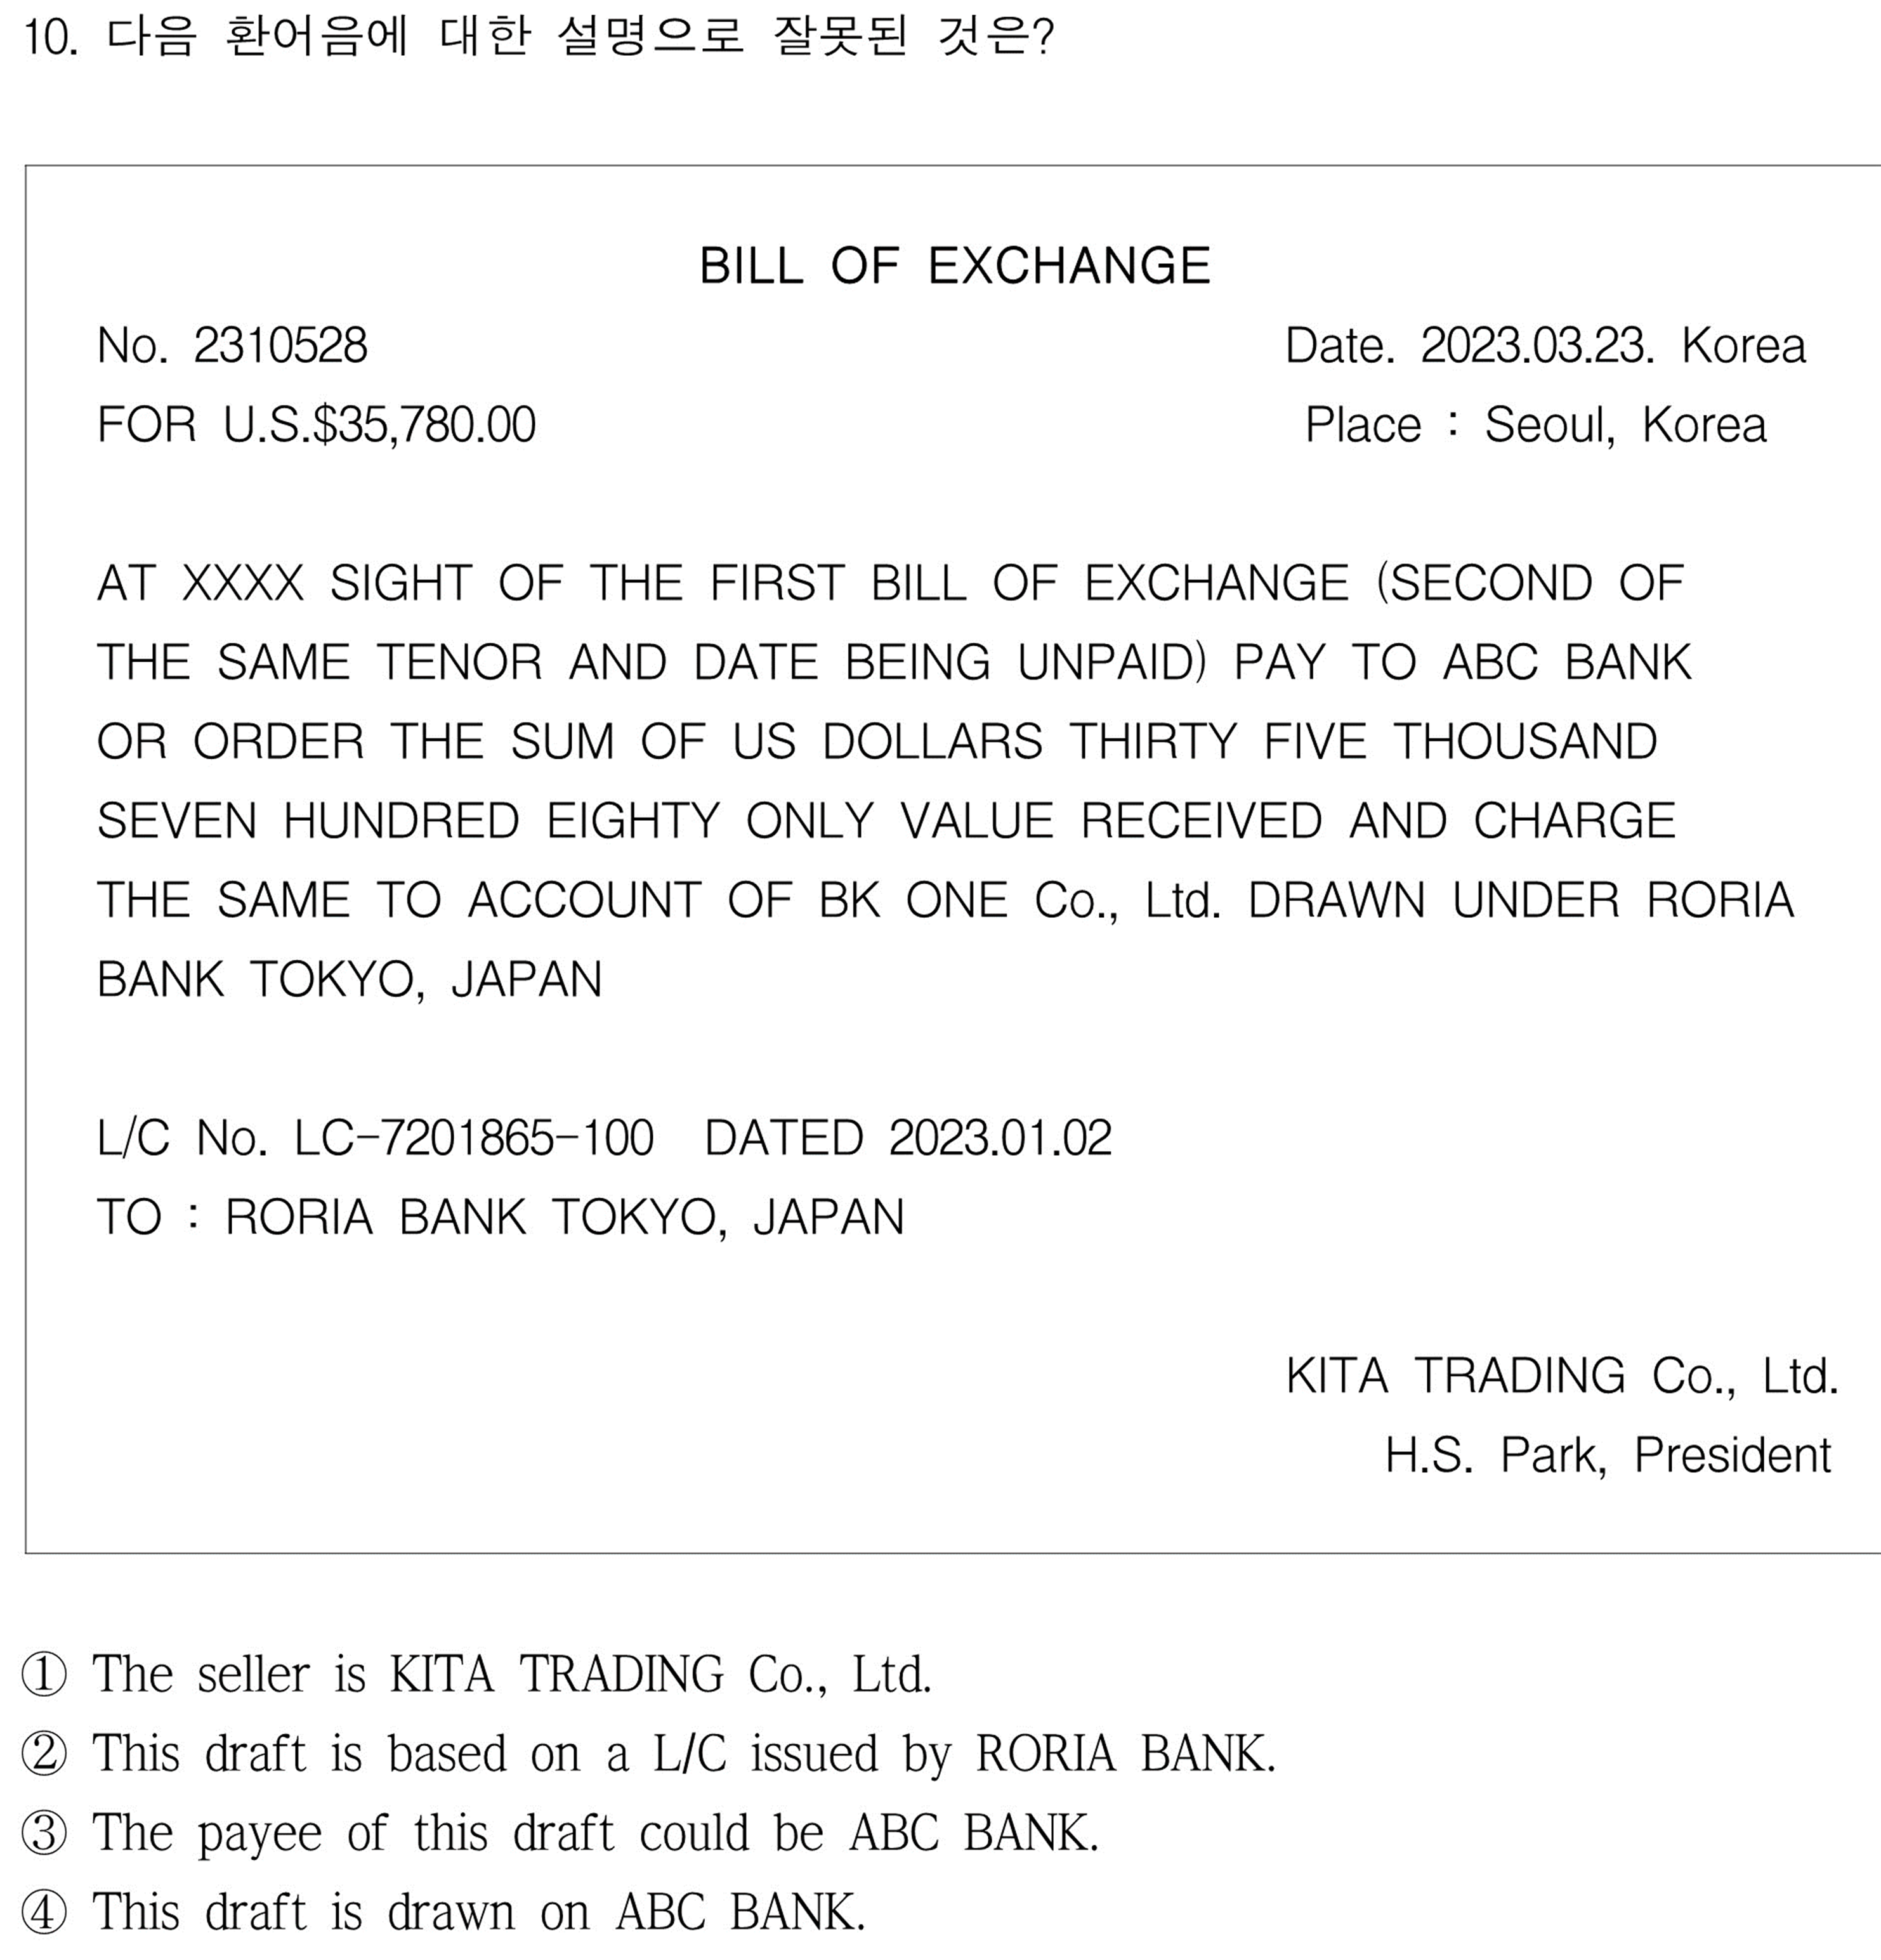 10. 다음 환어음에 대한 설명으로 잘못된 것은?
BILL OF EXCHANGE
No. 2310528 Date. 2023.03.23. Korea
FOR U.S.$35,780.00 Place : Seoul, Korea
AT XXXX SIGHT OF THE FIRST BILL OF EXCHANGE (SECOND OF
THE SAME TENOR AND DATE BEING UNPAID) PAY TO ABC BANK
OR ORDER THE SUM OF US DOLLARS THIRTY FIVE THOUSAND
SEVEN HUNDRED EIGHTY ONLY VALUE RECEIVED AND CHARGE
THE SAME TO ACCOUNT OF BK ONE Co., Ltd. DRAWN UNDER RORIA
BANK TOKYO, JAPAN
L/C No. LC-7201865-100 DATED 2023.01.02
TO : RORIA BANK TOKYO, JAPAN
KITA TRADING Co., Ltd.
H.S. Park, President
① The seller is KITA TRADING Co., Ltd.
② This draft is based on a L/C issued by RORIA BANK.
③ The payee of this draft could be ABC BANK.
④ This draft is drawn on ABC BANK.